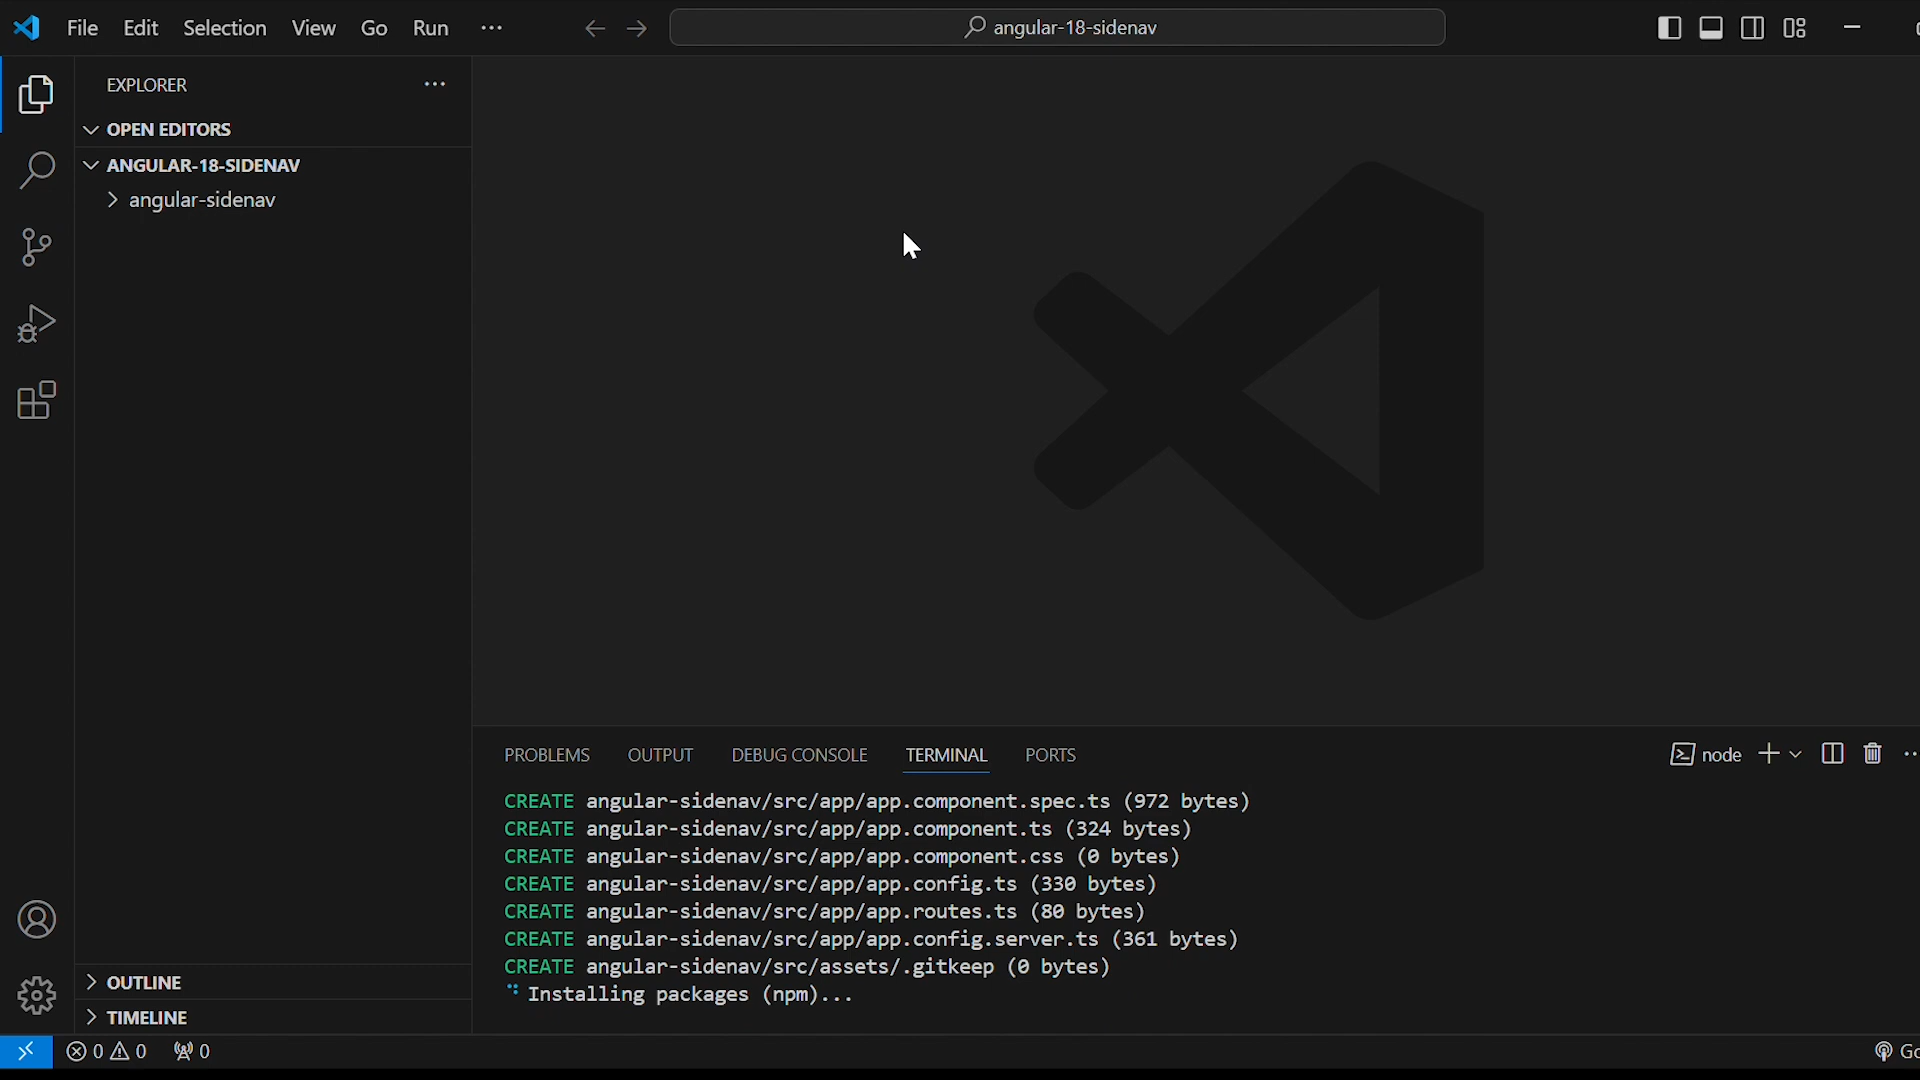 File Edit Selection View Go Run ···
angular-18-sidenav
EXPLORER ···
OPEN EDITORS
ANGULAR-18-SIDENAV
angular-sidenav
PROBLEMS OUTPUT DEBUG CONSOLE TERMINAL PORTS
node
CREATE angular-sidenav/src/app/app.component.spec.ts (972 bytes)
CREATE angular-sidenav/src/app/app.component.ts (324 bytes)
CREATE angular-sidenav/src/app/app.component.css (0 bytes)
CREATE angular-sidenav/src/app/app.config.ts (330 bytes)
CREATE angular-sidenav/src/app/app.routes.ts (80 bytes)
CREATE angular-sidenav/src/app/app.config.server.ts (361 bytes)
CREATE angular-sidenav/src/assets/.gitkeep (0 bytes)
Installing packages (npm)...
OUTLINE
TIMELINE
0 0 0
Go